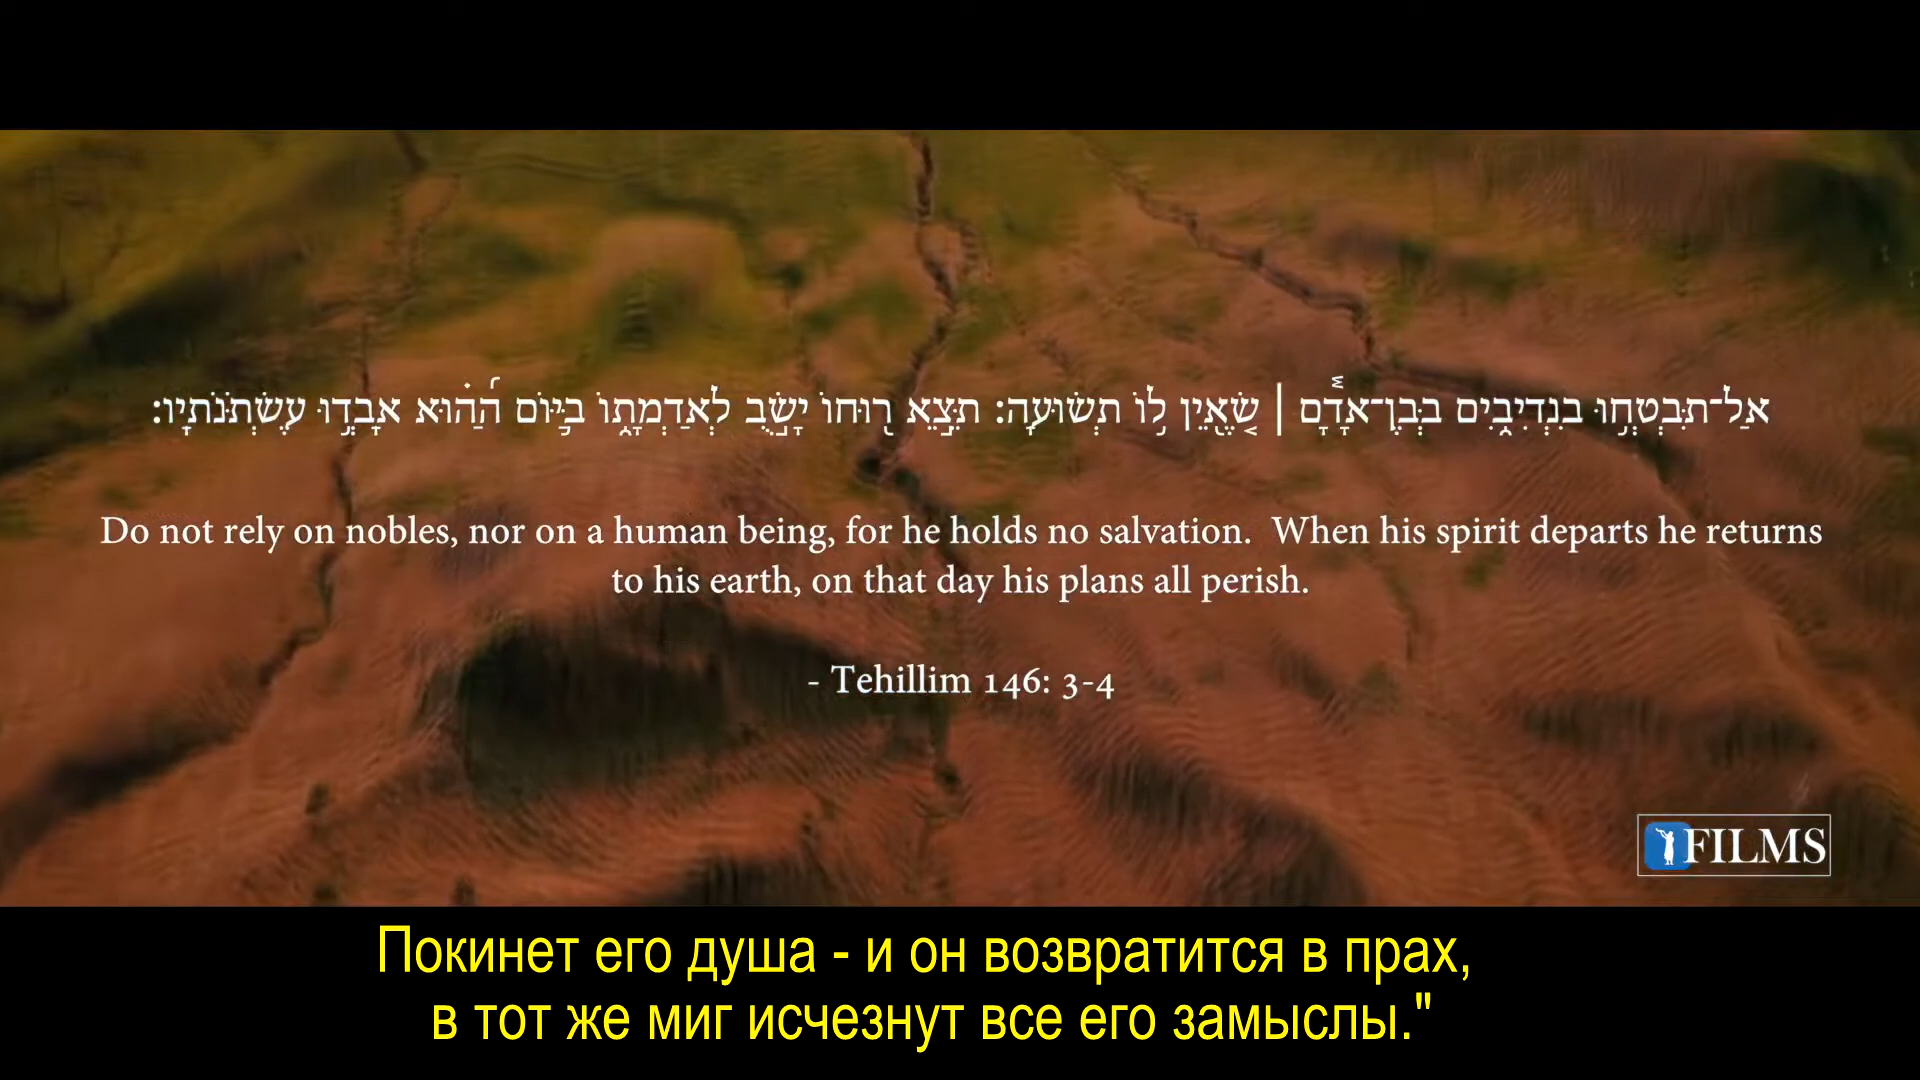 אַל־תִּבְטְח֥וּ בִנְדִיבִ֑ים בְּבֶן־אָדָ֓ם | שֶׁ֤אֵ֖ין ל֥וֹ תְשׁוּעָֽה׃ תֵּצֵ֣א ר֭וּחוֹ יָשֻׁ֣ב לְאַדְמָת֑וֹ בַּיּ֥וֹם הַ֝ה֗וּא אָבְד֥וּ עֶשְׁתֹּנֹתָֽיו׃
Do not rely on nobles, nor on a human being, for he holds no salvation.  When his spirit departs he returns
to his earth, on that day his plans all perish.
- Tehillim 146: 3-4
FILMS
Покинет его душа - и он возвратится в прах,
в тот же миг исчезнут все его замыслы."